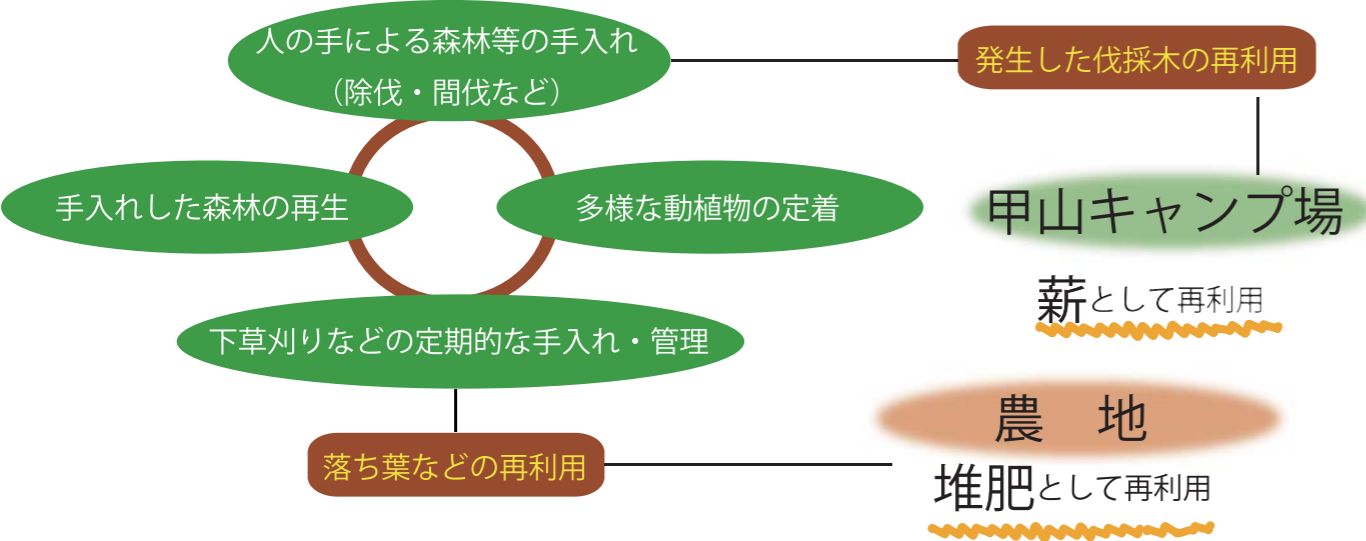 人の手による森林等の手入れ
（除伐・間伐など）
発生した伐採木の再利用
手入れした森林の再生
多様な動植物の定着
甲山キャンプ場
薪として再利用
下草刈りなどの定期的な手入れ・管理
農　地
落ち葉などの再利用
堆肥として再利用